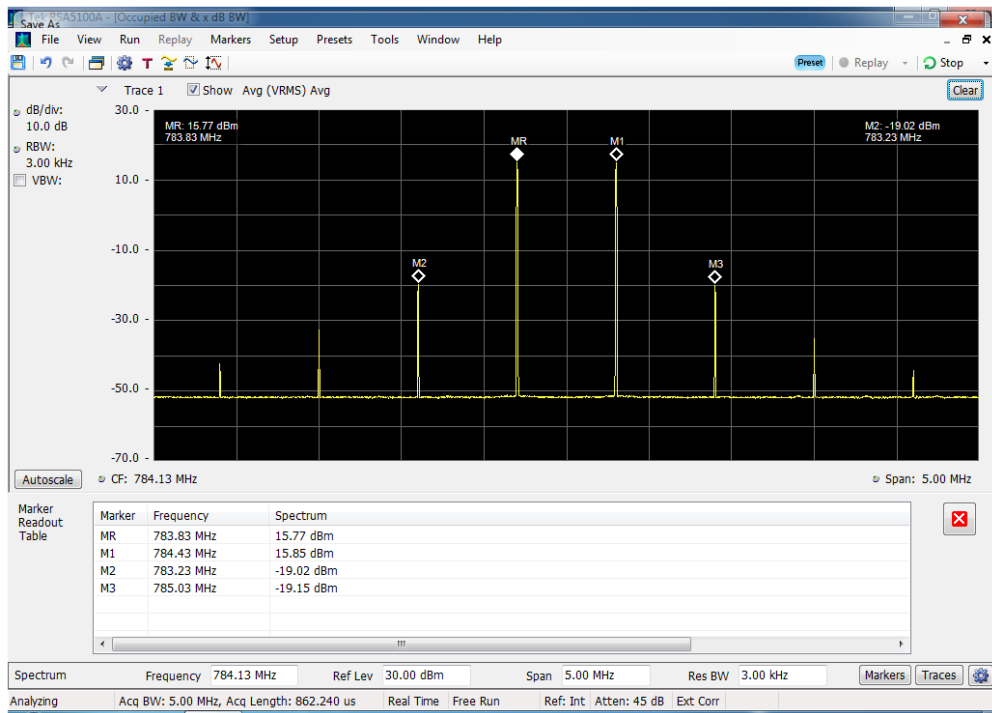 Tek RSA5100A - [Occupied BW & x dB BW]
Save As
File View Run Replay Markers Setup Presets Tools Window Help
Preset Replay Stop
Trace 1 Show Avg (VRMS) Avg Clear
dB/div:
10.0 dB
RBW:
3.00 kHz
VBW:
30.0
10.0
-10.0
-30.0
-50.0
-70.0
MR: 15.77 dBm
783.83 MHz
M2: -19.02 dBm
783.23 MHz
MR
M1
M2
M3
Autoscale CF: 784.13 MHz Span: 5.00 MHz
Marker
Readout
Table
Marker Frequency Spectrum
MR 783.83 MHz 15.77 dBm
M1 784.43 MHz 15.85 dBm
M2 783.23 MHz -19.02 dBm
M3 785.03 MHz -19.15 dBm
Spectrum Frequency 784.13 MHz Ref Lev 30.00 dBm Span 5.00 MHz Res BW 3.00 kHz Markers Traces
Analyzing Acq BW: 5.00 MHz, Acq Length: 862.240 us Real Time Free Run Ref: Int Atten: 45 dB Ext Corr